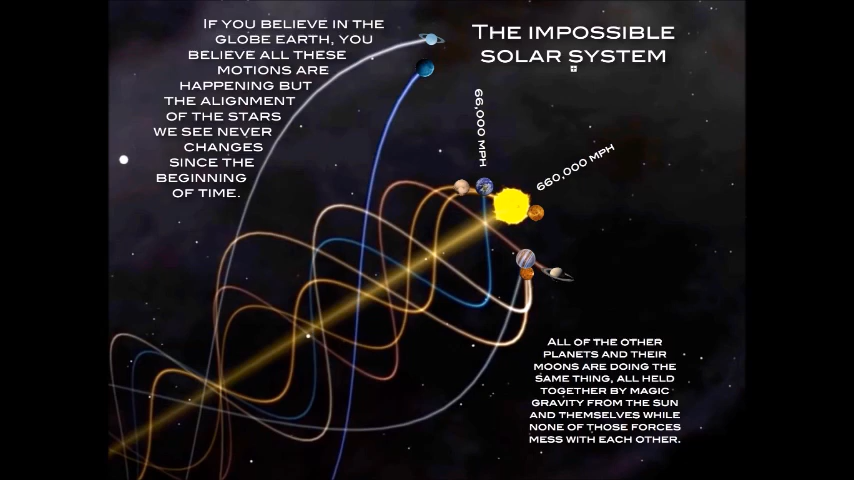 If you believe in the
globe Earth, you
believe all these
motions are
happening but
the alignment
of the stars
we see never
changes
since the
beginning
of time.
The impossible
solar system
66,000 mph
660,000 mph
All of the other
planets and their
moons are doing the
same thing, all held
together by magic
gravity from the sun
and themselves while
none of those forces
mess with each other.